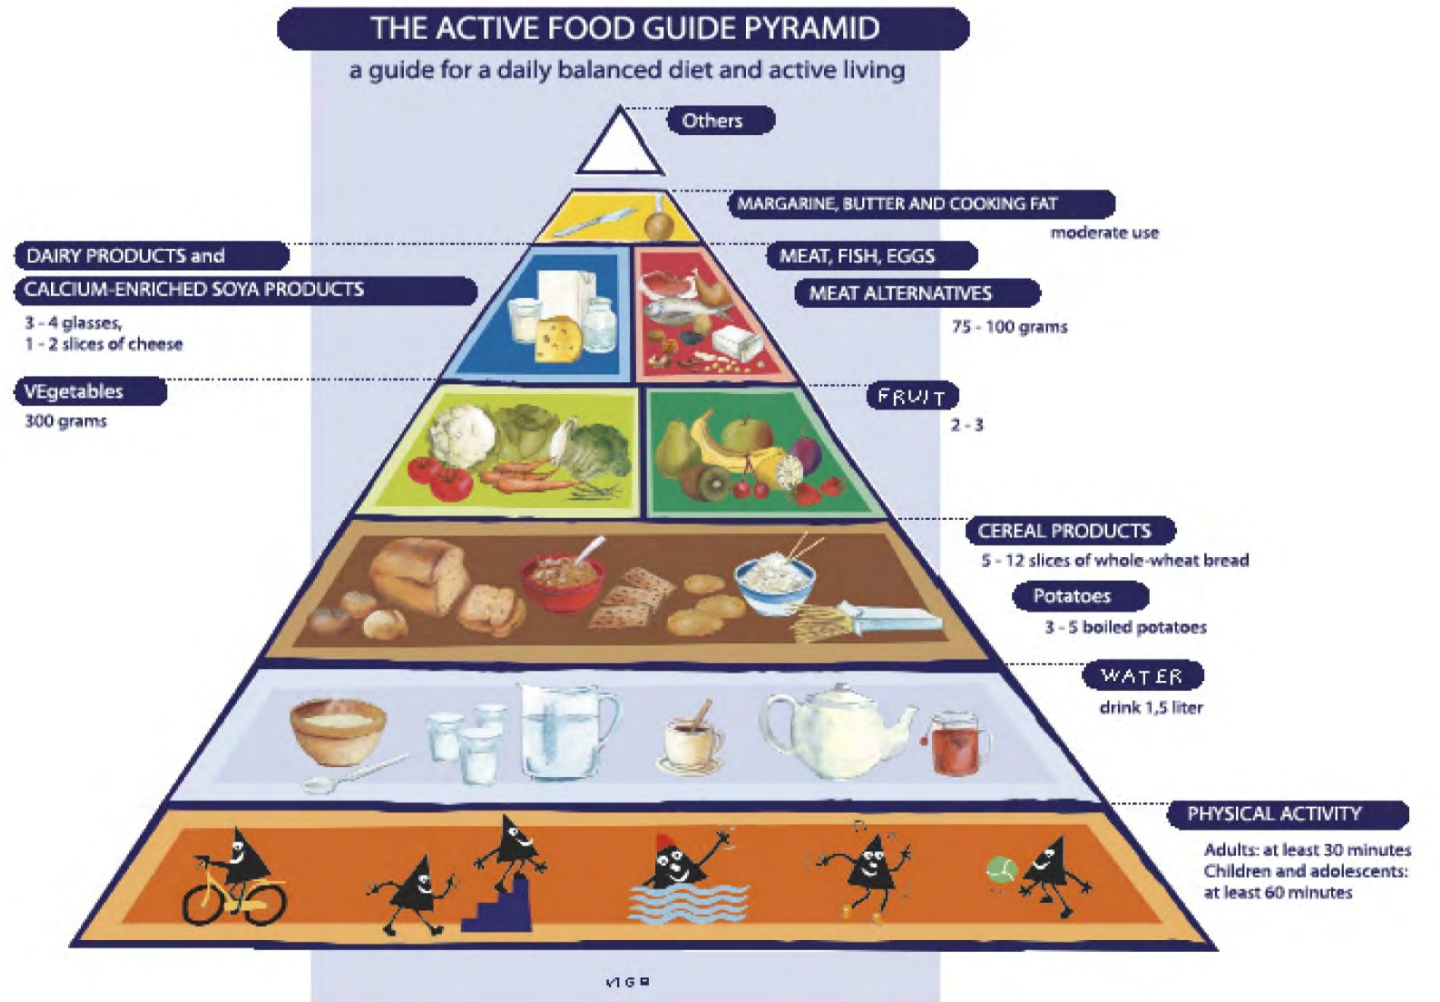 THE ACTIVE FOOD GUIDE PYRAMID
a guide for a daily balanced diet and active living
Others
MARGARINE, BUTTER AND COOKING FAT
moderate use
DAIRY PRODUCTS and
CALCIUM-ENRICHED SOYA PRODUCTS
3 - 4 glasses,
1 - 2 slices of cheese
MEAT, FISH, EGGS
MEAT ALTERNATIVES
75 - 100 grams
VEgetables
300 grams
FRUIT
2 - 3
CEREAL PRODUCTS
5 - 12 slices of whole-wheat bread
Potatoes
3 - 5 boiled potatoes
WATER
drink 1,5 liter
PHYSICAL ACTIVITY
Adults: at least 30 minutes
Children and adolescents:
at least 60 minutes